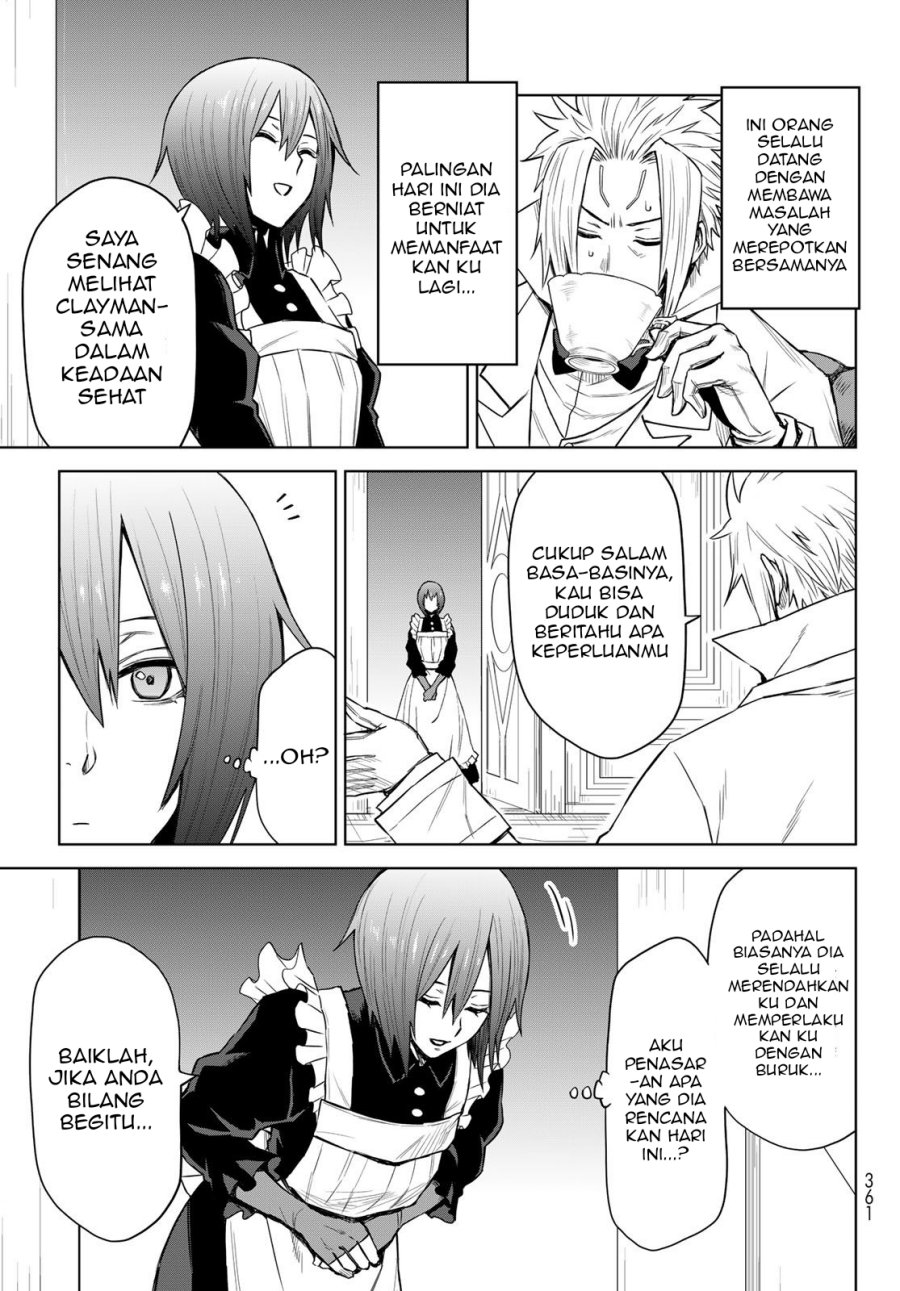 INI ORANG
SELALU
DATANG
DENGAN
MEMBAWA
MASALAH
YANG
MEREPOTKAN
BERSAMANYA
PALINGAN
HARI INI DIA
BERNIAT
UNTUK
MEMANFAAT
KAN KU
LAGI...
SAYA
SENANG
MELIHAT
CLAYMAN-
SAMA
DALAM
KEADAAN
SEHAT
CUKUP SALAM
BASA-BASINYA,
KAU BISA
DUDUK DAN
BERITAHU APA
KEPERLUANMU
...OH?
PADAHAL
BIASANYA DIA
SELALU
MERENDAHKAN
KU DAN
MEMPERLAKU
KAN KU
DENGAN
BURUK...
AKU
PENASAR
-AN APA
YANG DIA
RENCANA
KAN HARI
INI...?
BAIKLAH,
JIKA ANDA
BILANG
BEGITU...
361